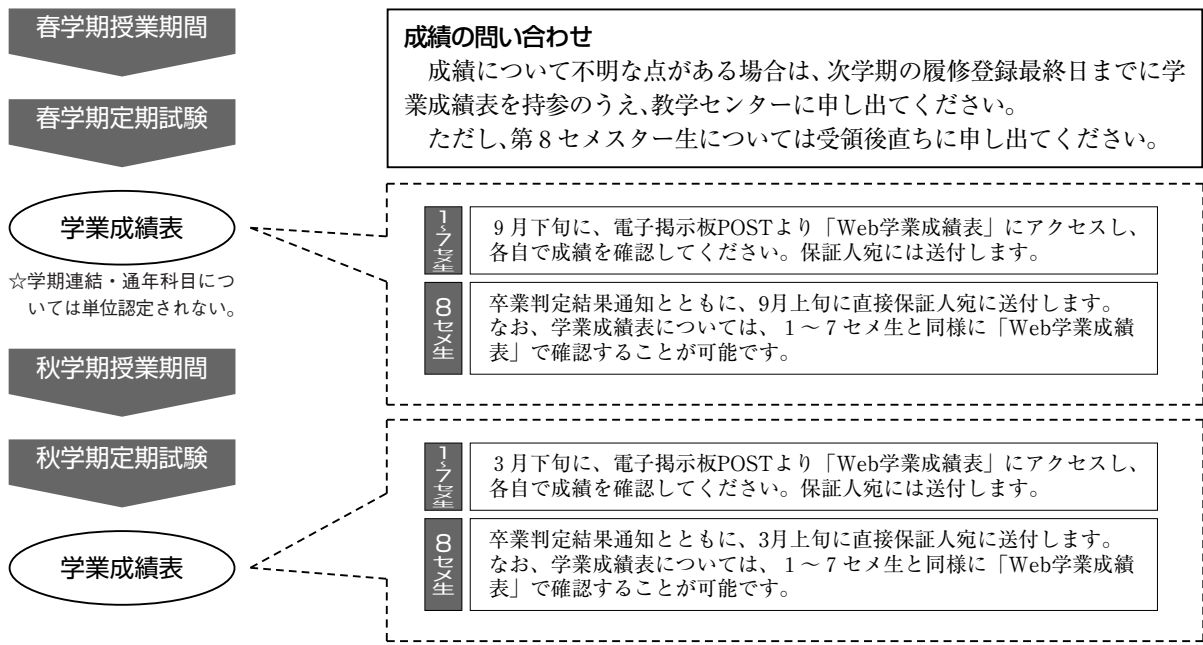 春学期授業期間
春学期定期試験
学業成績表
☆学期連結・通年科目につ
いては単位認定されない。
秋学期授業期間
秋学期定期試験
学業成績表
成績の問い合わせ
成績について不明な点がある場合は、次学期の履修登録最終日までに学
業成績表を持参のうえ、教学センターに申し出てください。
ただし、第8セメスター生については受領後直ちに申し出てください。
1~7セメ生
9月下旬に、電子掲示板POSTより「Web学業成績表」にアクセスし、
各自で成績を確認してください。保証人宛には送付します。
8セメ生
卒業判定結果通知とともに、9月上旬に直接保証人宛に送付します。
なお、学業成績表については、1~7セメ生と同様に「Web学業成績
表」で確認することが可能です。
1~7セメ生
3月下旬に、電子掲示板POSTより「Web学業成績表」にアクセスし、
各自で成績を確認してください。保証人宛には送付します。
8セメ生
卒業判定結果通知とともに、3月上旬に直接保証人宛に送付します。
なお、学業成績表については、1~7セメ生と同様に「Web学業成績
表」で確認することが可能です。